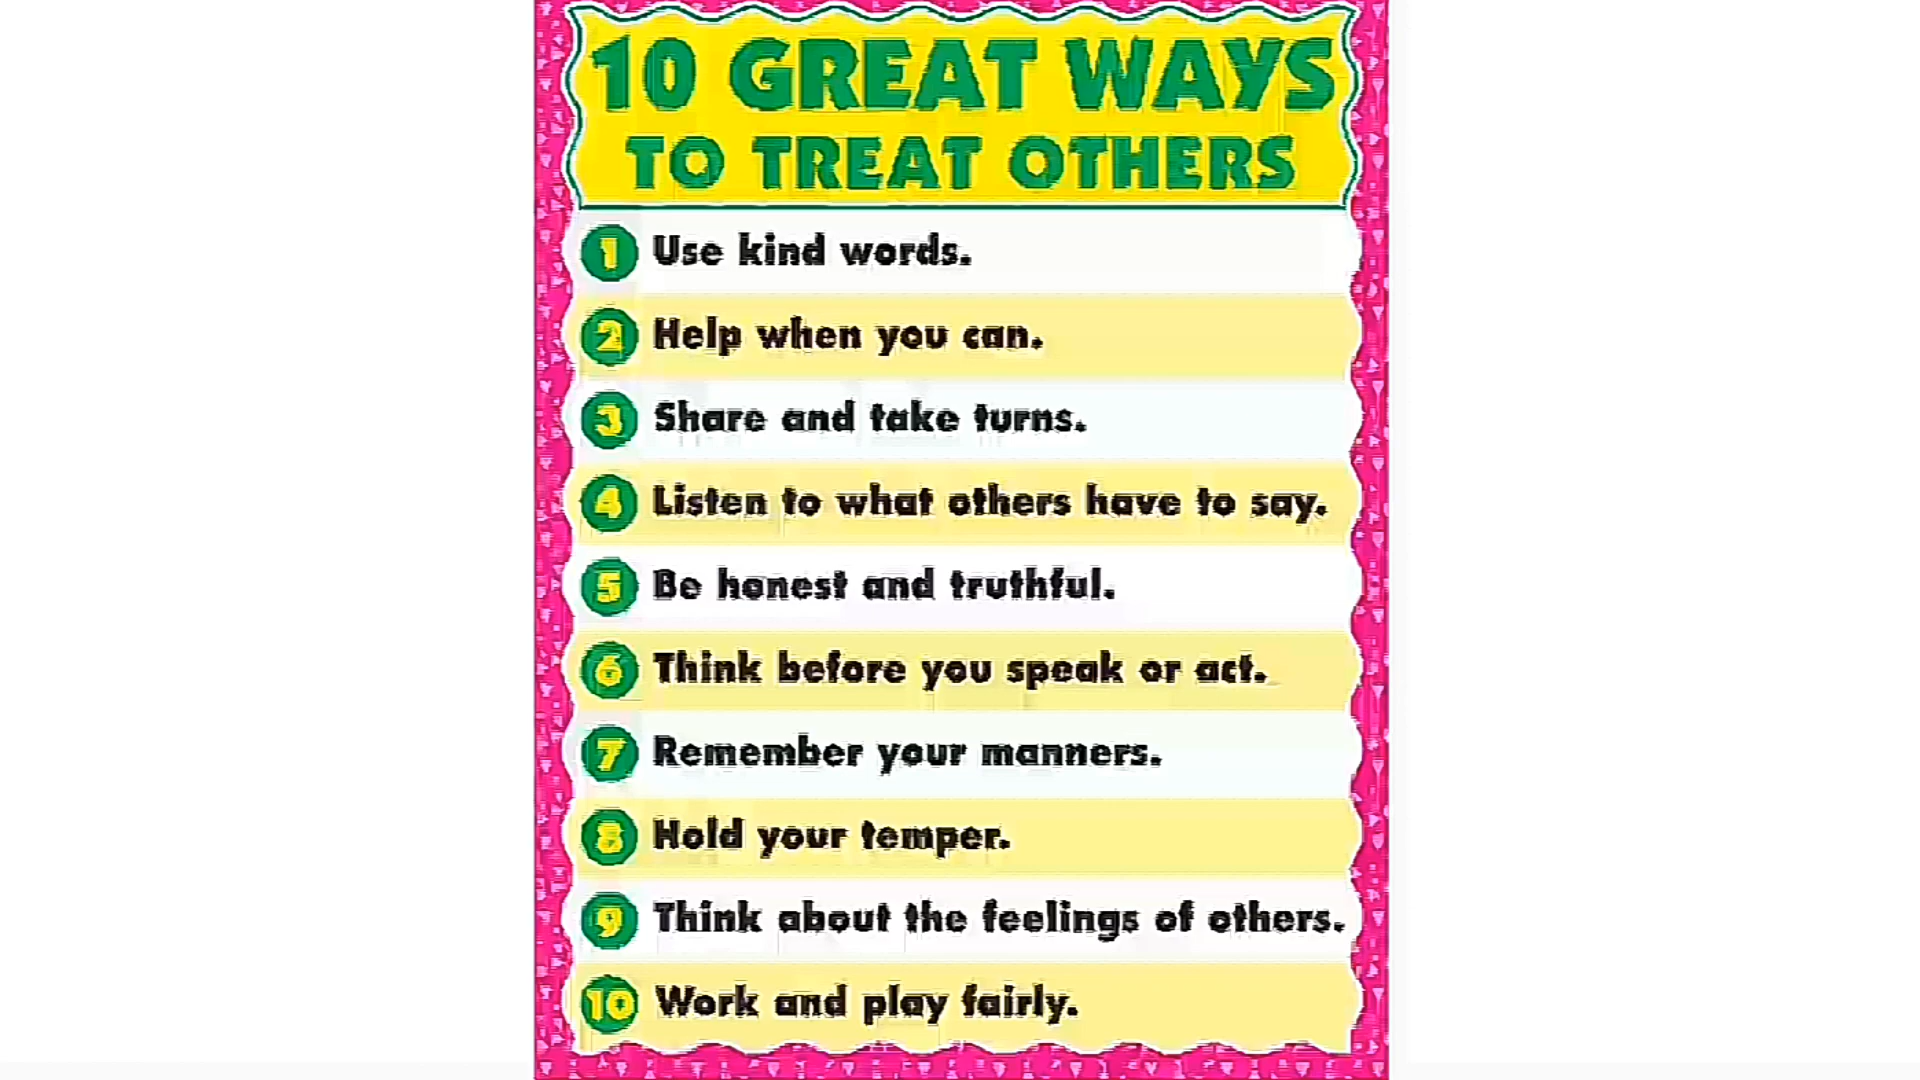 10 GREAT WAYS
TO TREAT OTHERS
1 Use kind words.
2 Help when you can.
3 Share and take turns.
4 Listen to what others have to say.
5 Be honest and truthful.
6 Think before you speak or act.
7 Remember your manners.
8 Hold your temper.
9 Think about the feelings of others.
10 Work and play fairly.